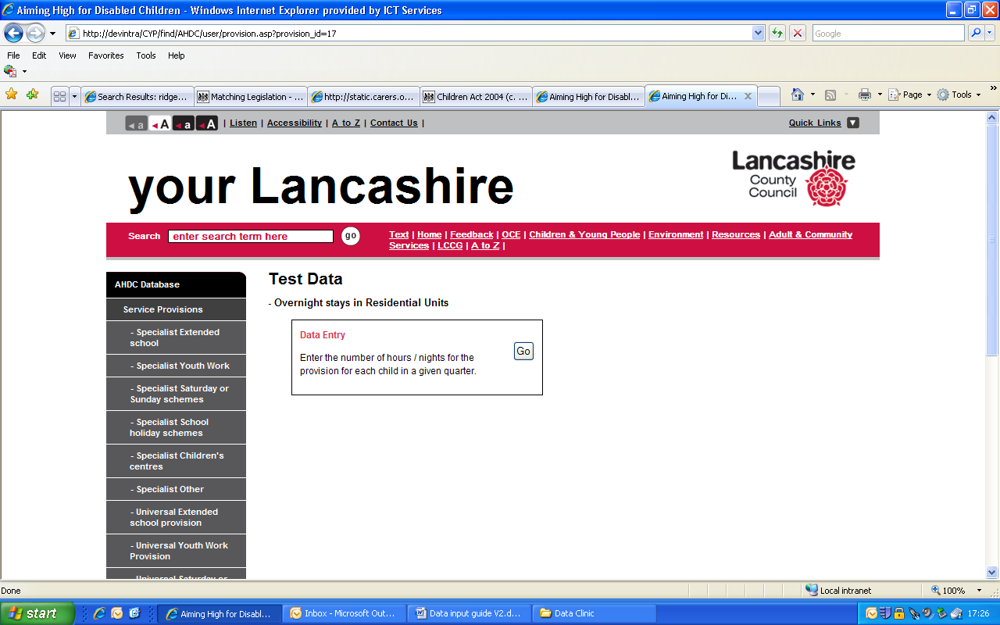 Aiming High for Disabled Children - Windows Internet Explorer provided by ICT Services
http://devintra/CYP/find/AHDC/user/provision.asp?provision_id=17
Google
File Edit View Favorites Tools Help
Search Results: ridge... Matching Legislation - ... http://static.carers.o... Children Act 2004 (c. ... Aiming High for Disabl... Aiming High for Di... Page Tools »
a A a A | Listen | Accessibility | A to Z | Contact Us | Quick Links
your Lancashire
Lancashire
County
Council
Search enter search term here go
Text | Home | Feedback | OCE | Children & Young People | Environment | Resources | Adult & Community
Services | LCCG | A to Z |
AHDC Database
Service Provisions
- Specialist Extended
school
- Specialist Youth Work
- Specialist Saturday or
Sunday schemes
- Specialist School
holiday schemes
- Specialist Children's
centres
- Specialist Other
- Universal Extended
school provision
- Universal Youth Work
Provision
- Universal Saturday or
Test Data
- Overnight stays in Residential Units
Data Entry
Enter the number of hours / nights for the
provision for each child in a given quarter.
Go
Done Local intranet 100%
start Aiming High for Disabl... Inbox - Microsoft Out... Data input guide V2.d... Data Clinic 17:26